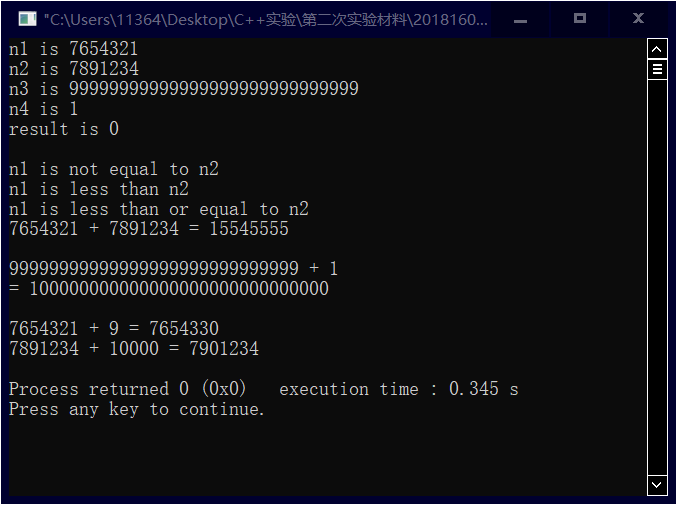 "C:\Users\11364\Desktop\C++实验\第二次实验材料\2018160...
n1 is 7654321
n2 is 7891234
n3 is 99999999999999999999999999999
n4 is 1
result is 0
n1 is not equal to n2
n1 is less than n2
n1 is less than or equal to n2
7654321 + 7891234 = 15545555
99999999999999999999999999999 + 1
= 100000000000000000000000000000
7654321 + 9 = 7654330
7891234 + 10000 = 7901234
Process returned 0 (0x0)   execution time : 0.345 s
Press any key to continue.